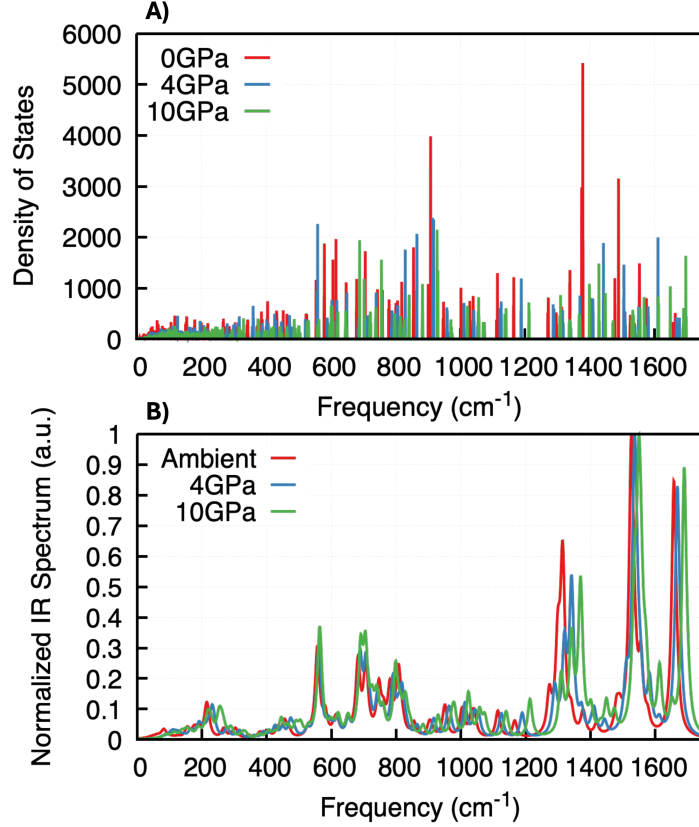 A)
6000
5000
4000
3000
2000
1000
0
Density of States
0GPa
4GPa
10GPa
0 200 400 600 800 1000 1200 1400 1600
Frequency (cm-1)
B)
1
0.9
0.8
0.7
0.6
0.5
0.4
0.3
0.2
0.1
0
Normalized IR Spectrum (a.u.)
Ambient
4GPa
10GPa
0 200 400 600 800 1000 1200 1400 1600
Frequency (cm-1)